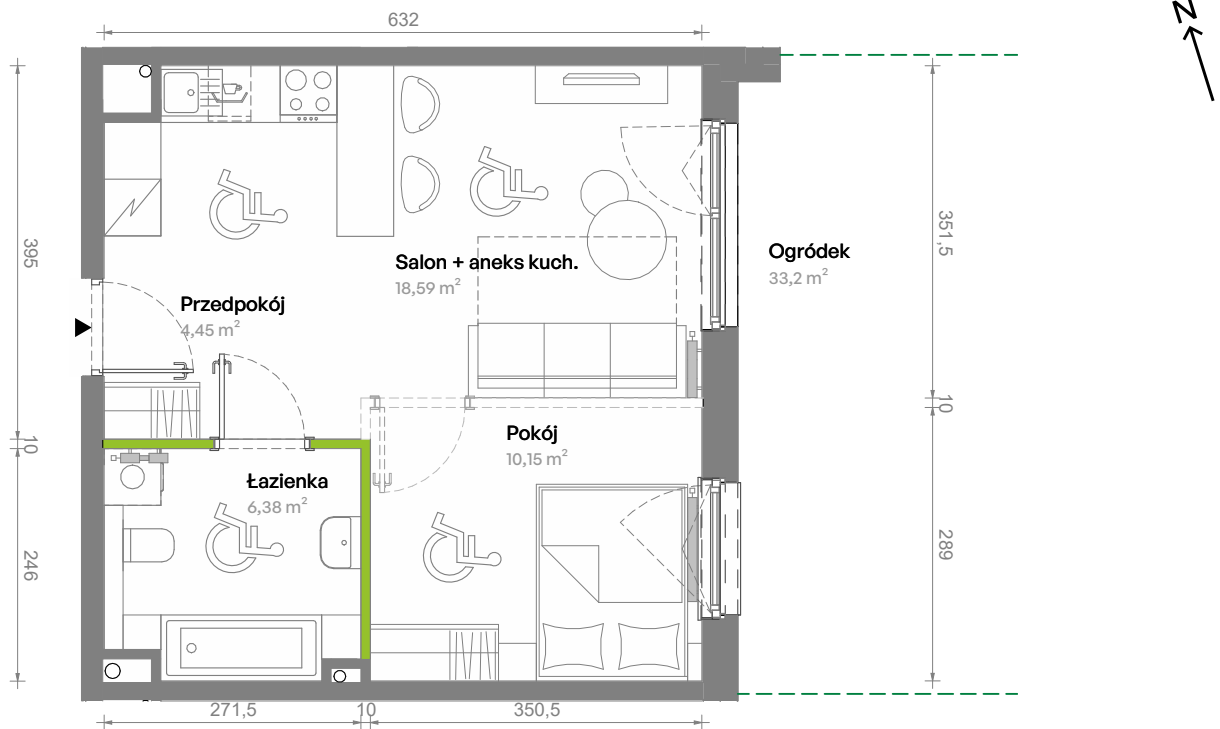 632
N
395
10
246
351,5
10
289
Salon + aneks kuch.
18,59 m²
Ogródek
33,2 m²
Przedpokój
4,45 m²
Pokój
10,15 m²
Łazienka
6,38 m²
271,5
10
350,5